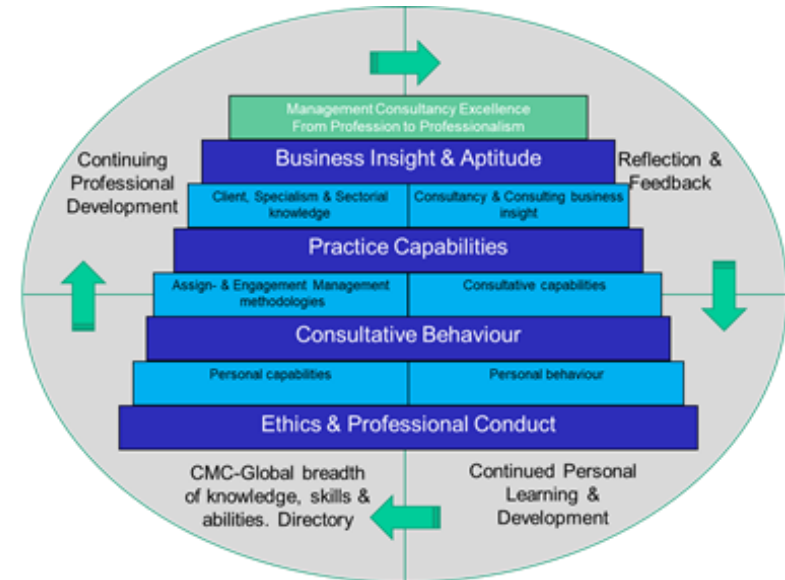 Management Consultancy Excellence
From Profession to Professionalism
Business Insight & Aptitude
Continuing
Professional
Development
Reflection &
Feedback
Client, Specialism & Sectorial
knowledge
Consultancy & Consulting business
insight
Practice Capabilities
Assign- & Engagement Management
methodologies
Consultative capabilities
Consultative Behaviour
Personal capabilities
Personal behaviour
Ethics & Professional Conduct
CMC-Global breadth
of knowledge, skills &
abilities. Directory
Continued Personal
Learning &
Development